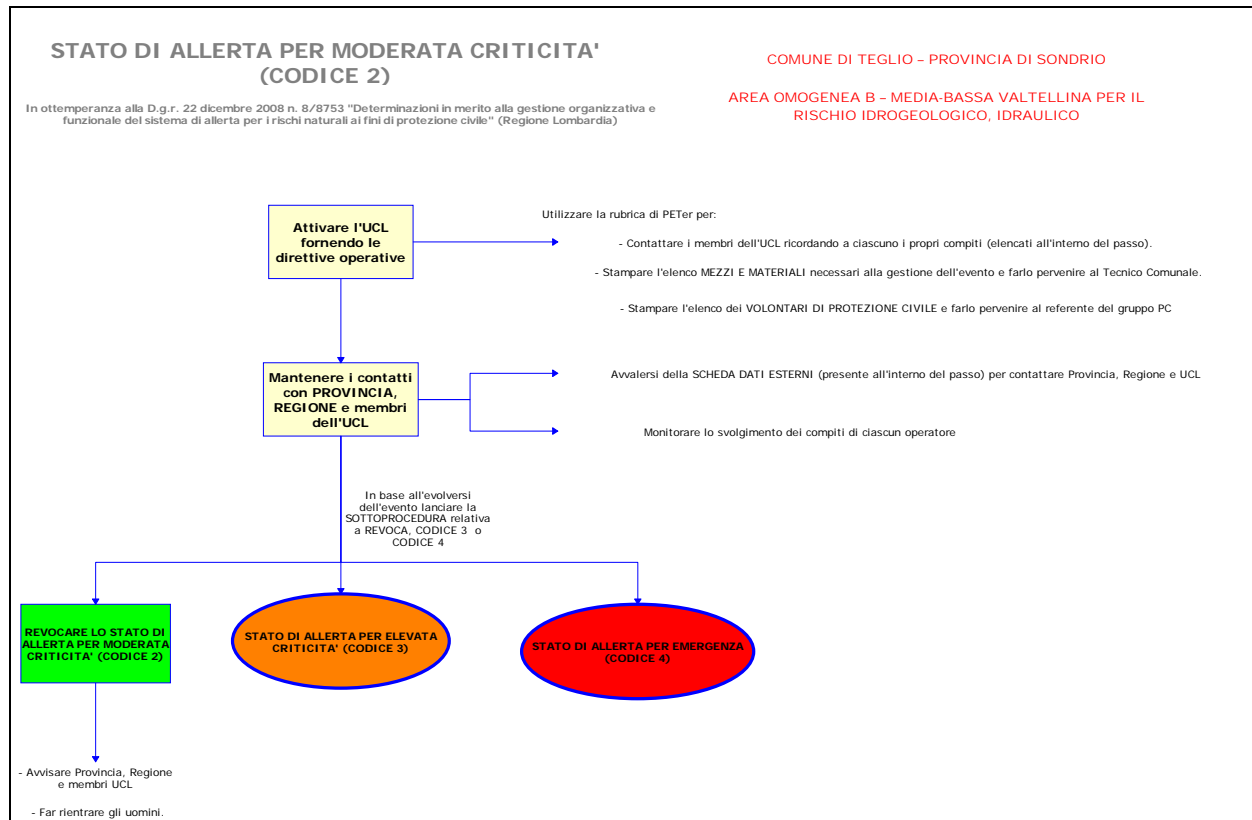 STATO DI ALLERTA PER MODERATA CRITICITA'
(CODICE 2)
In ottemperanza alla D.g.r. 22 dicembre 2008 n. 8/8753 "Determinazioni in merito alla gestione organizzativa e
funzionale del sistema di allerta per i rischi naturali ai fini di protezione civile" (Regione Lombardia)
COMUNE DI TEGLIO – PROVINCIA DI SONDRIO
AREA OMOGENEA B – MEDIA-BASSA VALTELLINA PER IL
RISCHIO IDROGEOLOGICO, IDRAULICO
Attivare l'UCL
fornendo le
direttive operative
Utilizzare la rubrica di PETer per:
- Contattare i membri dell'UCL ricordando a ciascuno i propri compiti (elencati all'interno del passo).
- Stampare l'elenco MEZZI E MATERIALI necessari alla gestione dell'evento e farlo pervenire al Tecnico Comunale.
- Stampare l'elenco dei VOLONTARI DI PROTEZIONE CIVILE e farlo pervenire al referente del gruppo PC
Mantenere i contatti
con PROVINCIA,
REGIONE e membri
dell'UCL
Avvalersi della SCHEDA DATI ESTERNI (presente all'interno del passo) per contattare Provincia, Regione e UCL
Monitorare lo svolgimento dei compiti di ciascun operatore
In base all'evolversi
dell'evento lanciare la
SOTTOPROCEDURA relativa
a REVOCA, CODICE 3 o
CODICE 4
REVOCARE LO STATO DI
ALLERTA PER MODERATA
CRITICITA' (CODICE 2)
STATO DI ALLERTA PER ELEVATA
CRITICITA' (CODICE 3)
STATO DI ALLERTA PER EMERGENZA
(CODICE 4)
- Avvisare Provincia, Regione
e membri UCL
- Far rientrare gli uomini.